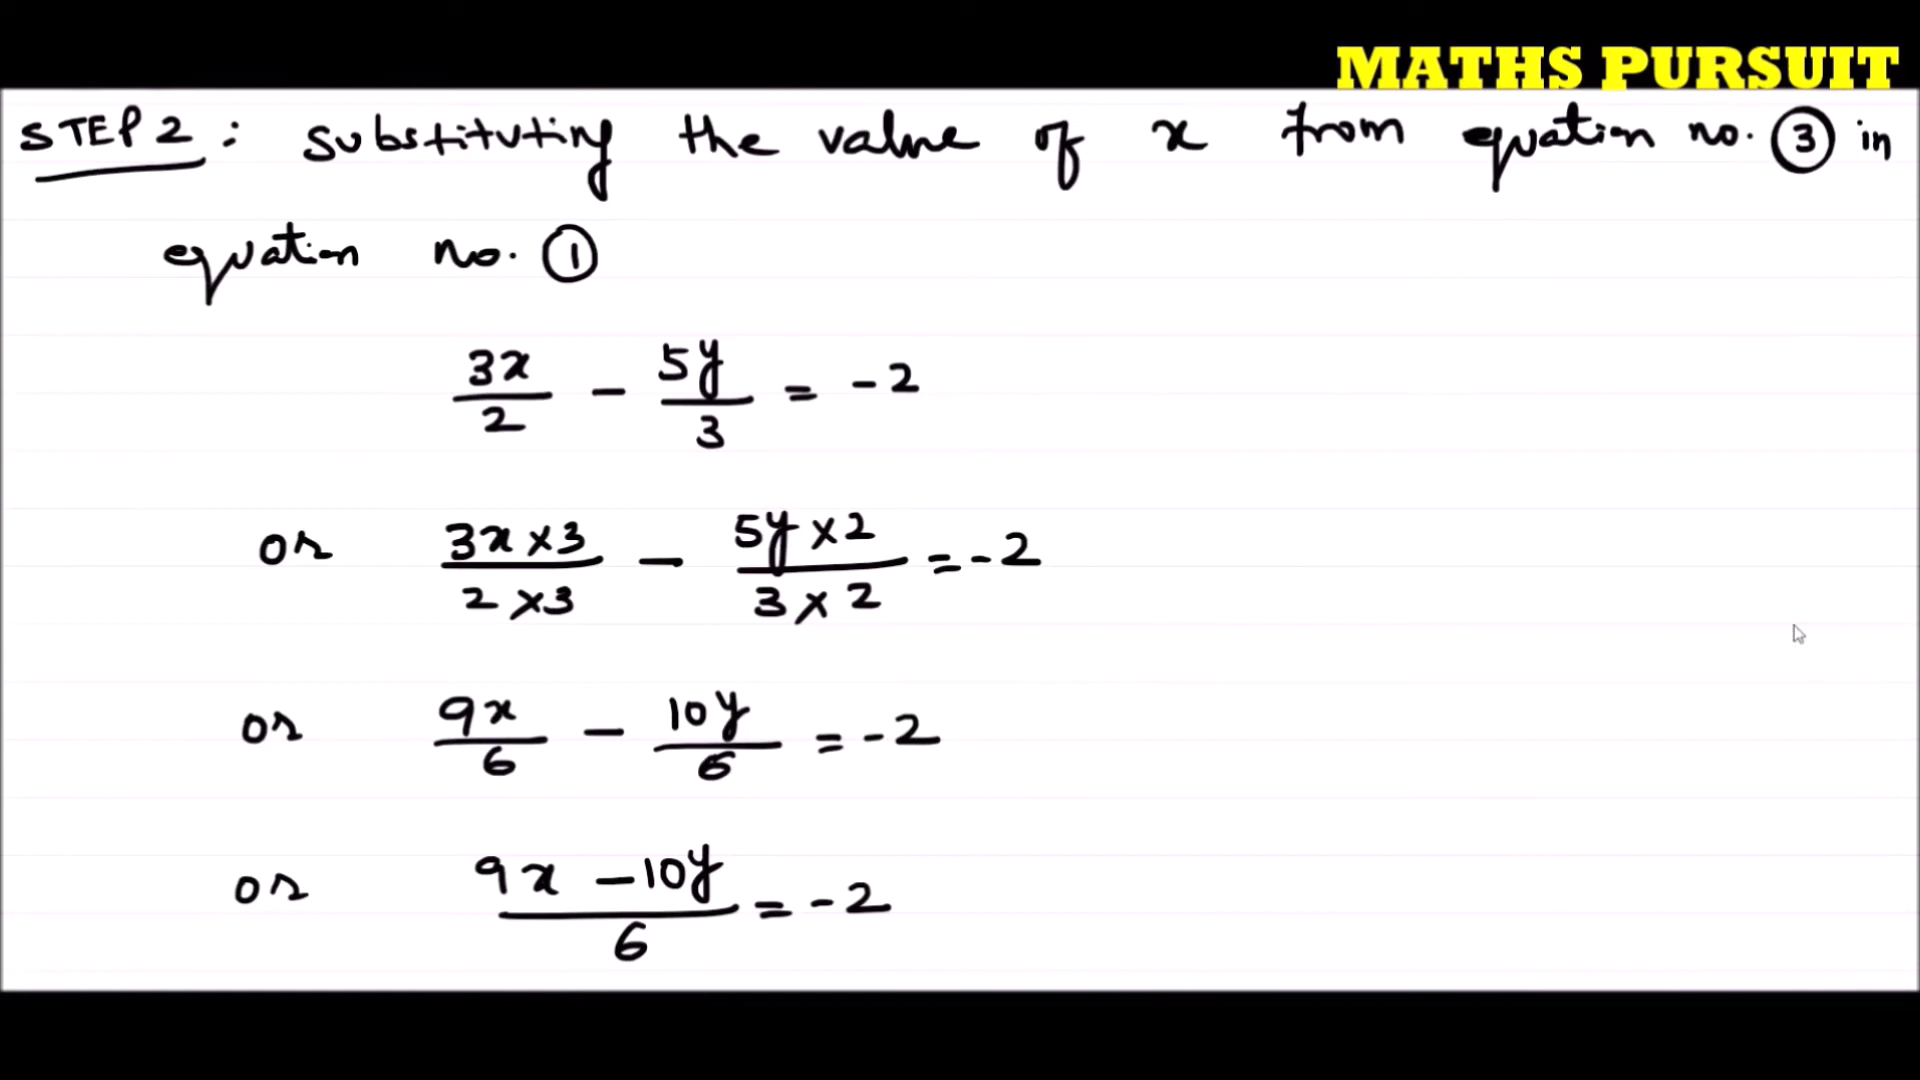 MATHS PURSUIT
STEP 2 : substituting the value of x from equation no. ③ in
equation no. ①
3x/2 - 5y/3 = -2
or 3x×3/2×3 - 5y×2/3×2 = -2
or 9x/6 - 10y/6 = -2
or 9x - 10y/6 = -2